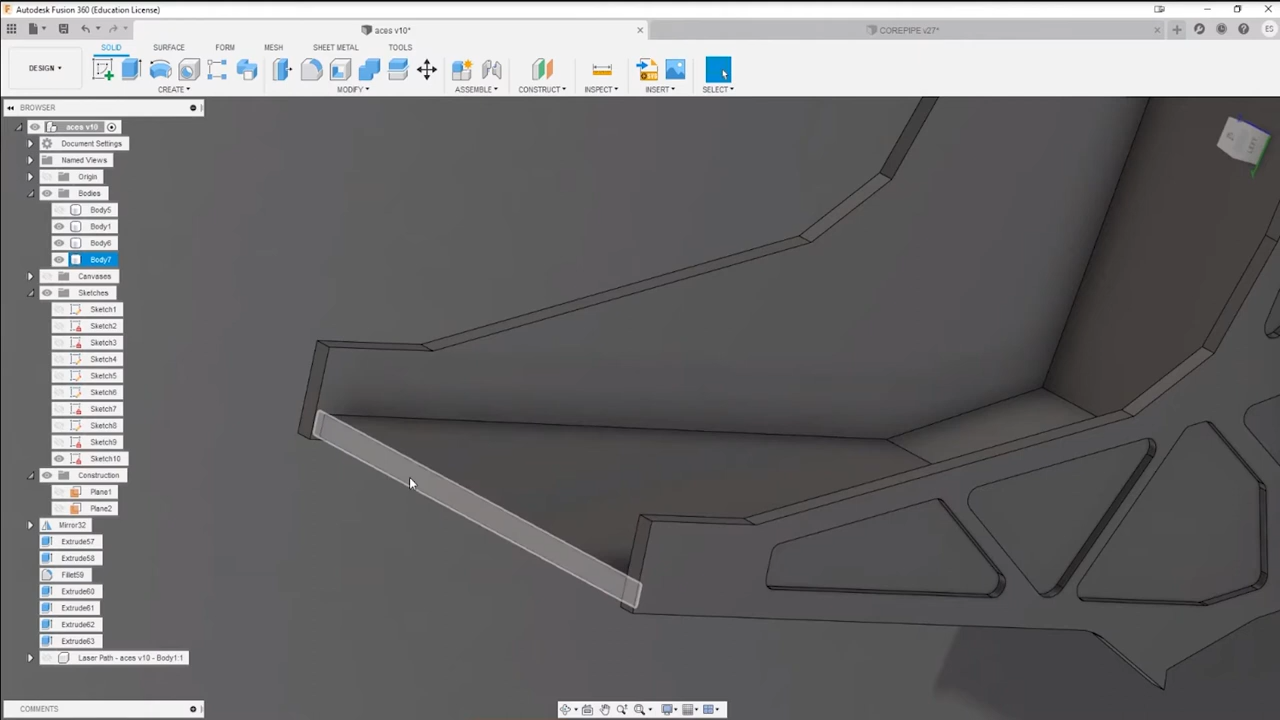 Autodesk Fusion 360 (Education License)
aces v10*
COREPIPE v27*
ES
DESIGN
SOLID
SURFACE
FORM
MESH
SHEET METAL
TOOLS
CREATE
MODIFY
ASSEMBLE
CONSTRUCT
INSPECT
INSERT
SELECT
BROWSER
aces v10
Document Settings
Named Views
Origin
Bodies
Body5
Body1
Body6
Body7
Canvases
Sketches
Sketch1
Sketch2
Sketch3
Sketch4
Sketch5
Sketch6
Sketch7
Sketch8
Sketch9
Sketch10
Construction
Plane1
Plane2
Mirror32
Extrude57
Extrude58
Fillet59
Extrude60
Extrude61
Extrude62
Extrude63
Laser Path - aces v10 - Body1:1
COMMENTS
LEFT